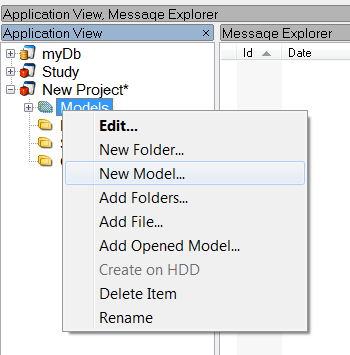 Application View, Message Explorer
Application View
Message Explorer
Id Date
myDb
Study
New Project*
Models
Edit...
New Folder...
New Model...
Add Folders...
Add File...
Add Opened Model...
Create on HDD
Delete Item
Rename